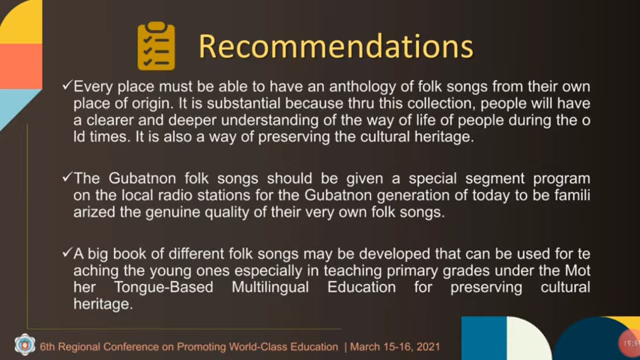 Recommendations
✓Every place must be able to have an anthology of folk songs from their own
place of origin. It is substantial because thru this collection, people will have
a clearer and deeper understanding of the way of life of people during the o
ld times. It is also a way of preserving the cultural heritage.
✓The Gubatnon folk songs should be given a special segment program
on the local radio stations for the Gubatnon generation of today to be famili
arized the genuine quality of their very own folk songs.
✓A big book of different folk songs may be developed that can be used for te
aching the young ones especially in teaching primary grades under the Mot
her Tongue-Based Multilingual Education for preserving cultural
heritage.
6th Regional Conference on Promoting World-Class Education | March 15-16, 2021